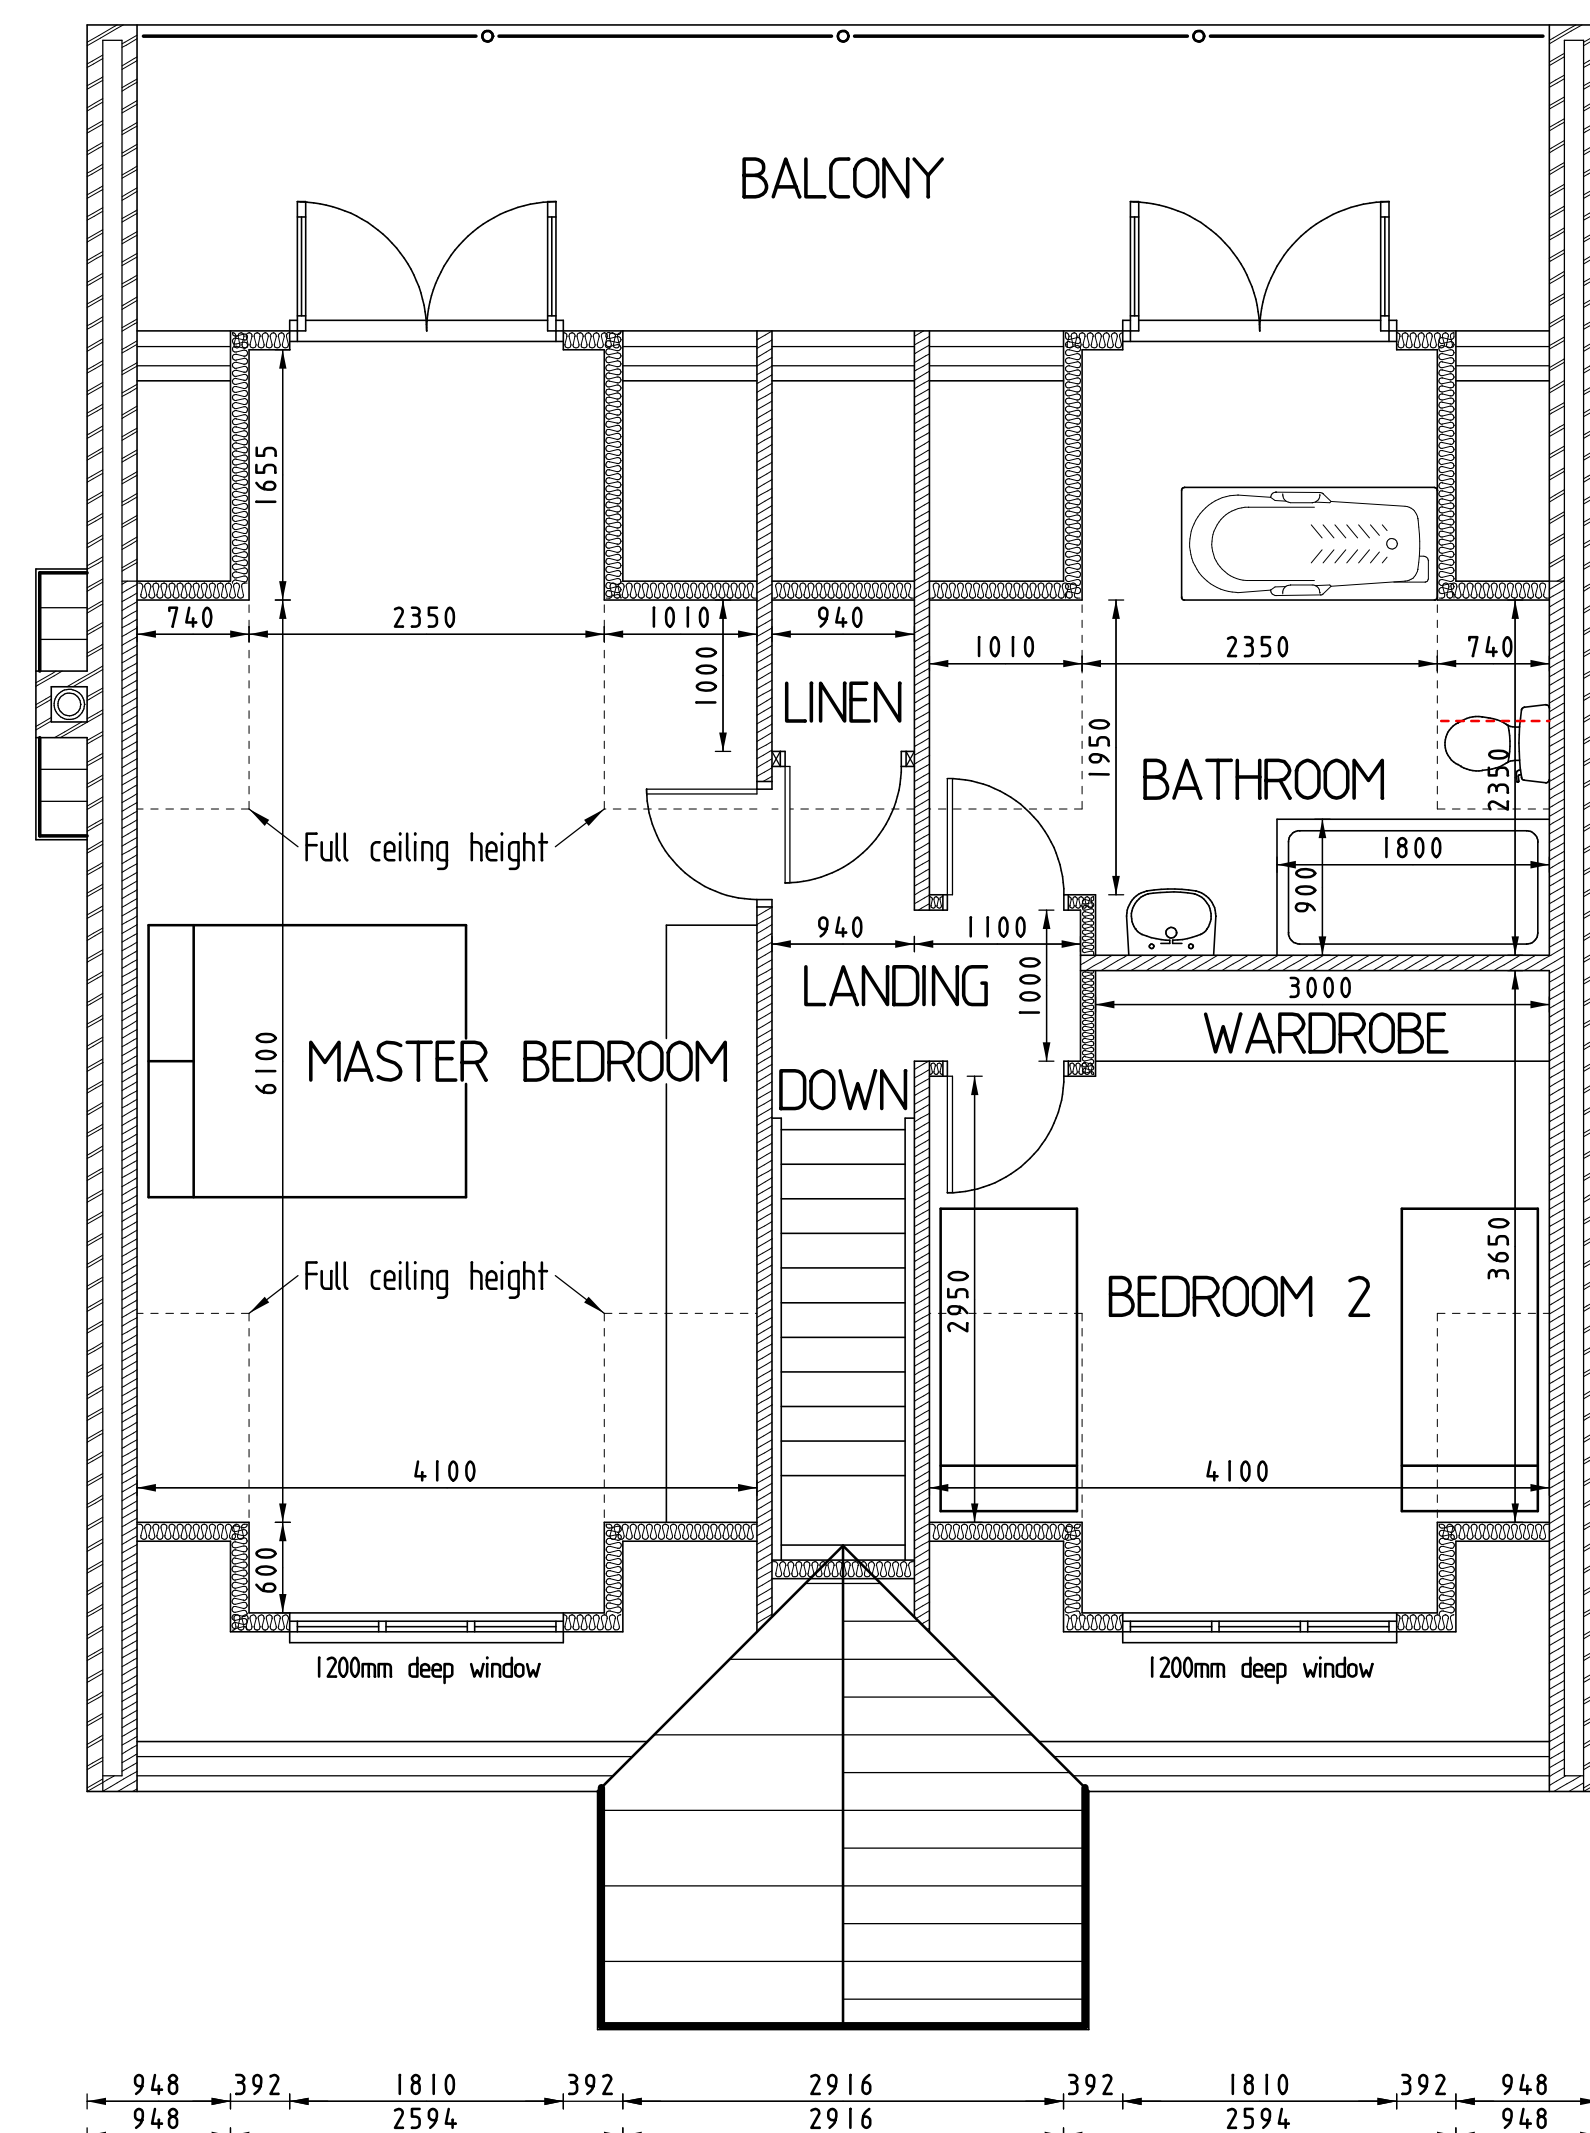 BALCONY
1655
740 2350 1010 940
1010 2350 740
1000
LINEN
1950
BATHROOM
2350
Full ceiling height
1800
900
940 1100
LANDING
1000
3000
WARDROBE
6100
MASTER BEDROOM
DOWN
Full ceiling height
2950
BEDROOM 2
3650
4100 4100
600
1200mm deep window 1200mm deep window
948 392 1810 392 2916 392 1810 392 948
948 2594 2916 2594 948